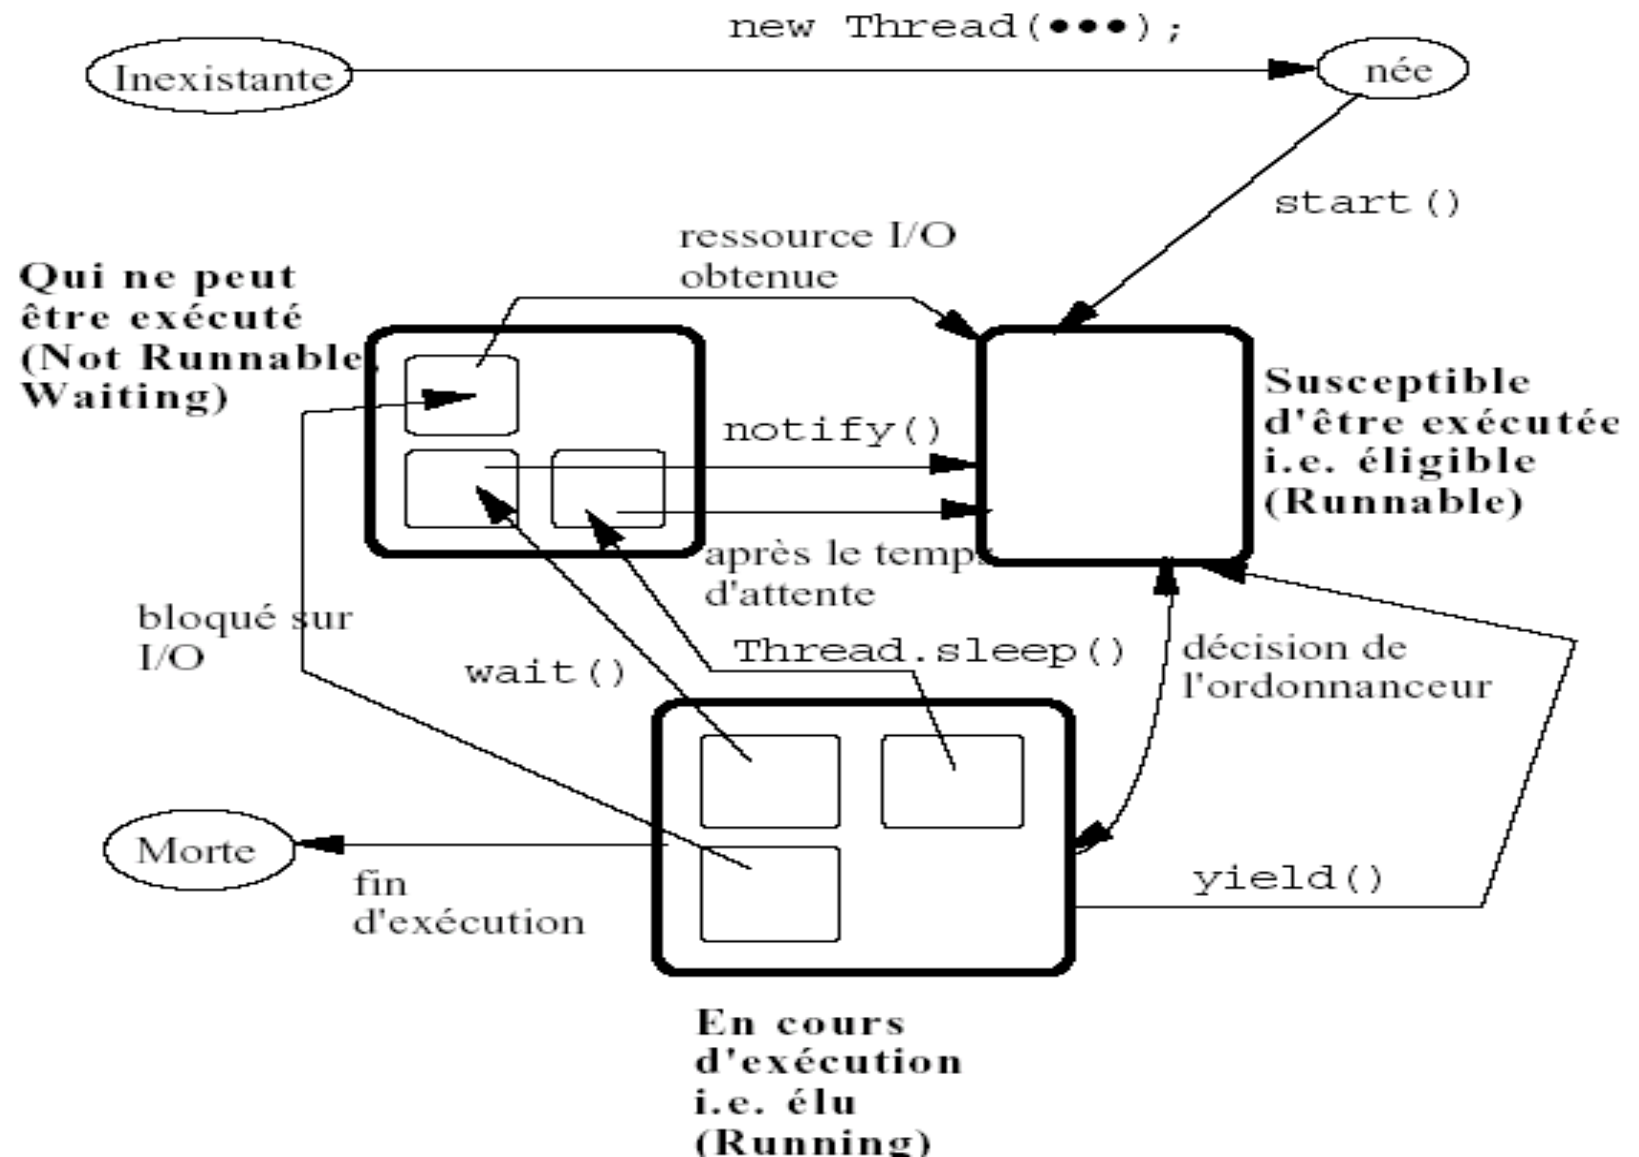 new Thread(•••);
Inexistante
née
start()
ressource I/O
obtenue
Qui ne peut
être exécuté
(Not Runnable,
Waiting)
notify()
Susceptible
d'être exécutée
i.e. éligible
(Runnable)
après le temps
d'attente
bloqué sur
I/O
wait()
Thread.sleep()
décision de
l'ordonnanceur
Morte
fin
d'exécution
yield()
En cours
d'exécution
i.e. élu
(Running)